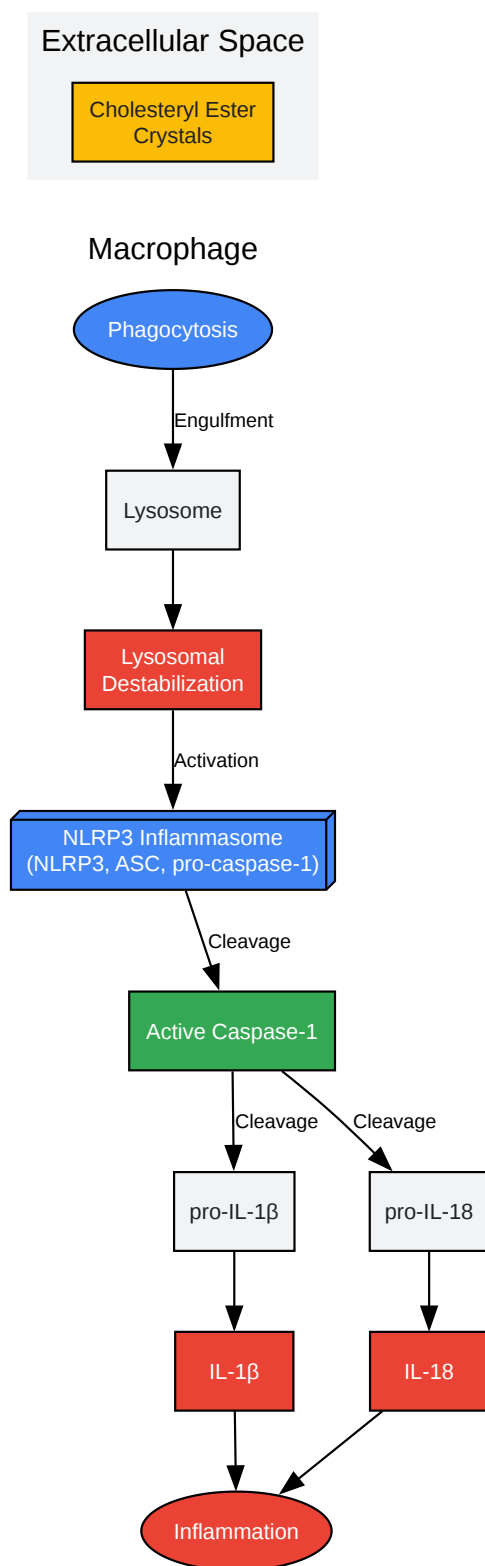 Extracellular Space
Cholesteryl Ester
Crystals
Macrophage
Phagocytosis
Engulfment
Lysosome
Lysosomal
Destabilization
Activation
NLRP3 Inflammasome
(NLRP3, ASC, pro-caspase-1)
Cleavage
Active Caspase-1
Cleavage
Cleavage
pro-IL-1β
pro-IL-18
IL-1β
IL-18
Inflammation